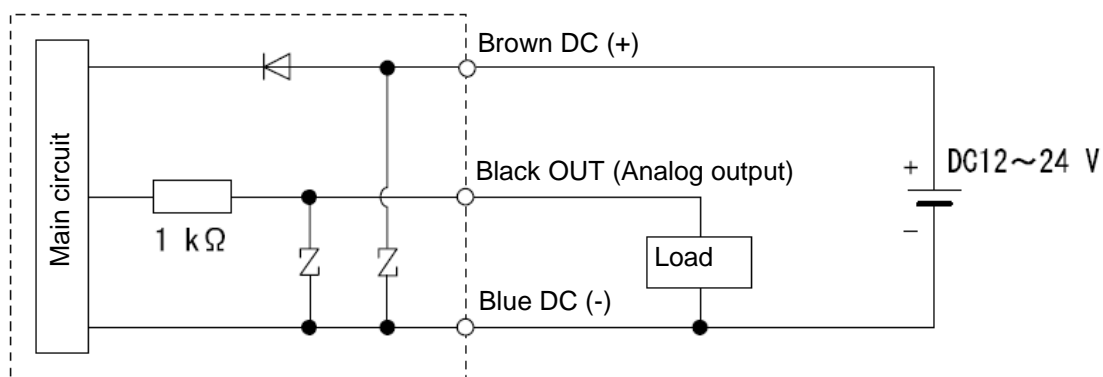 Brown DC (+)
Main circuit
Black OUT (Analog output)
1 kΩ
Load
Blue DC (-)
+
DC12～24 V
−